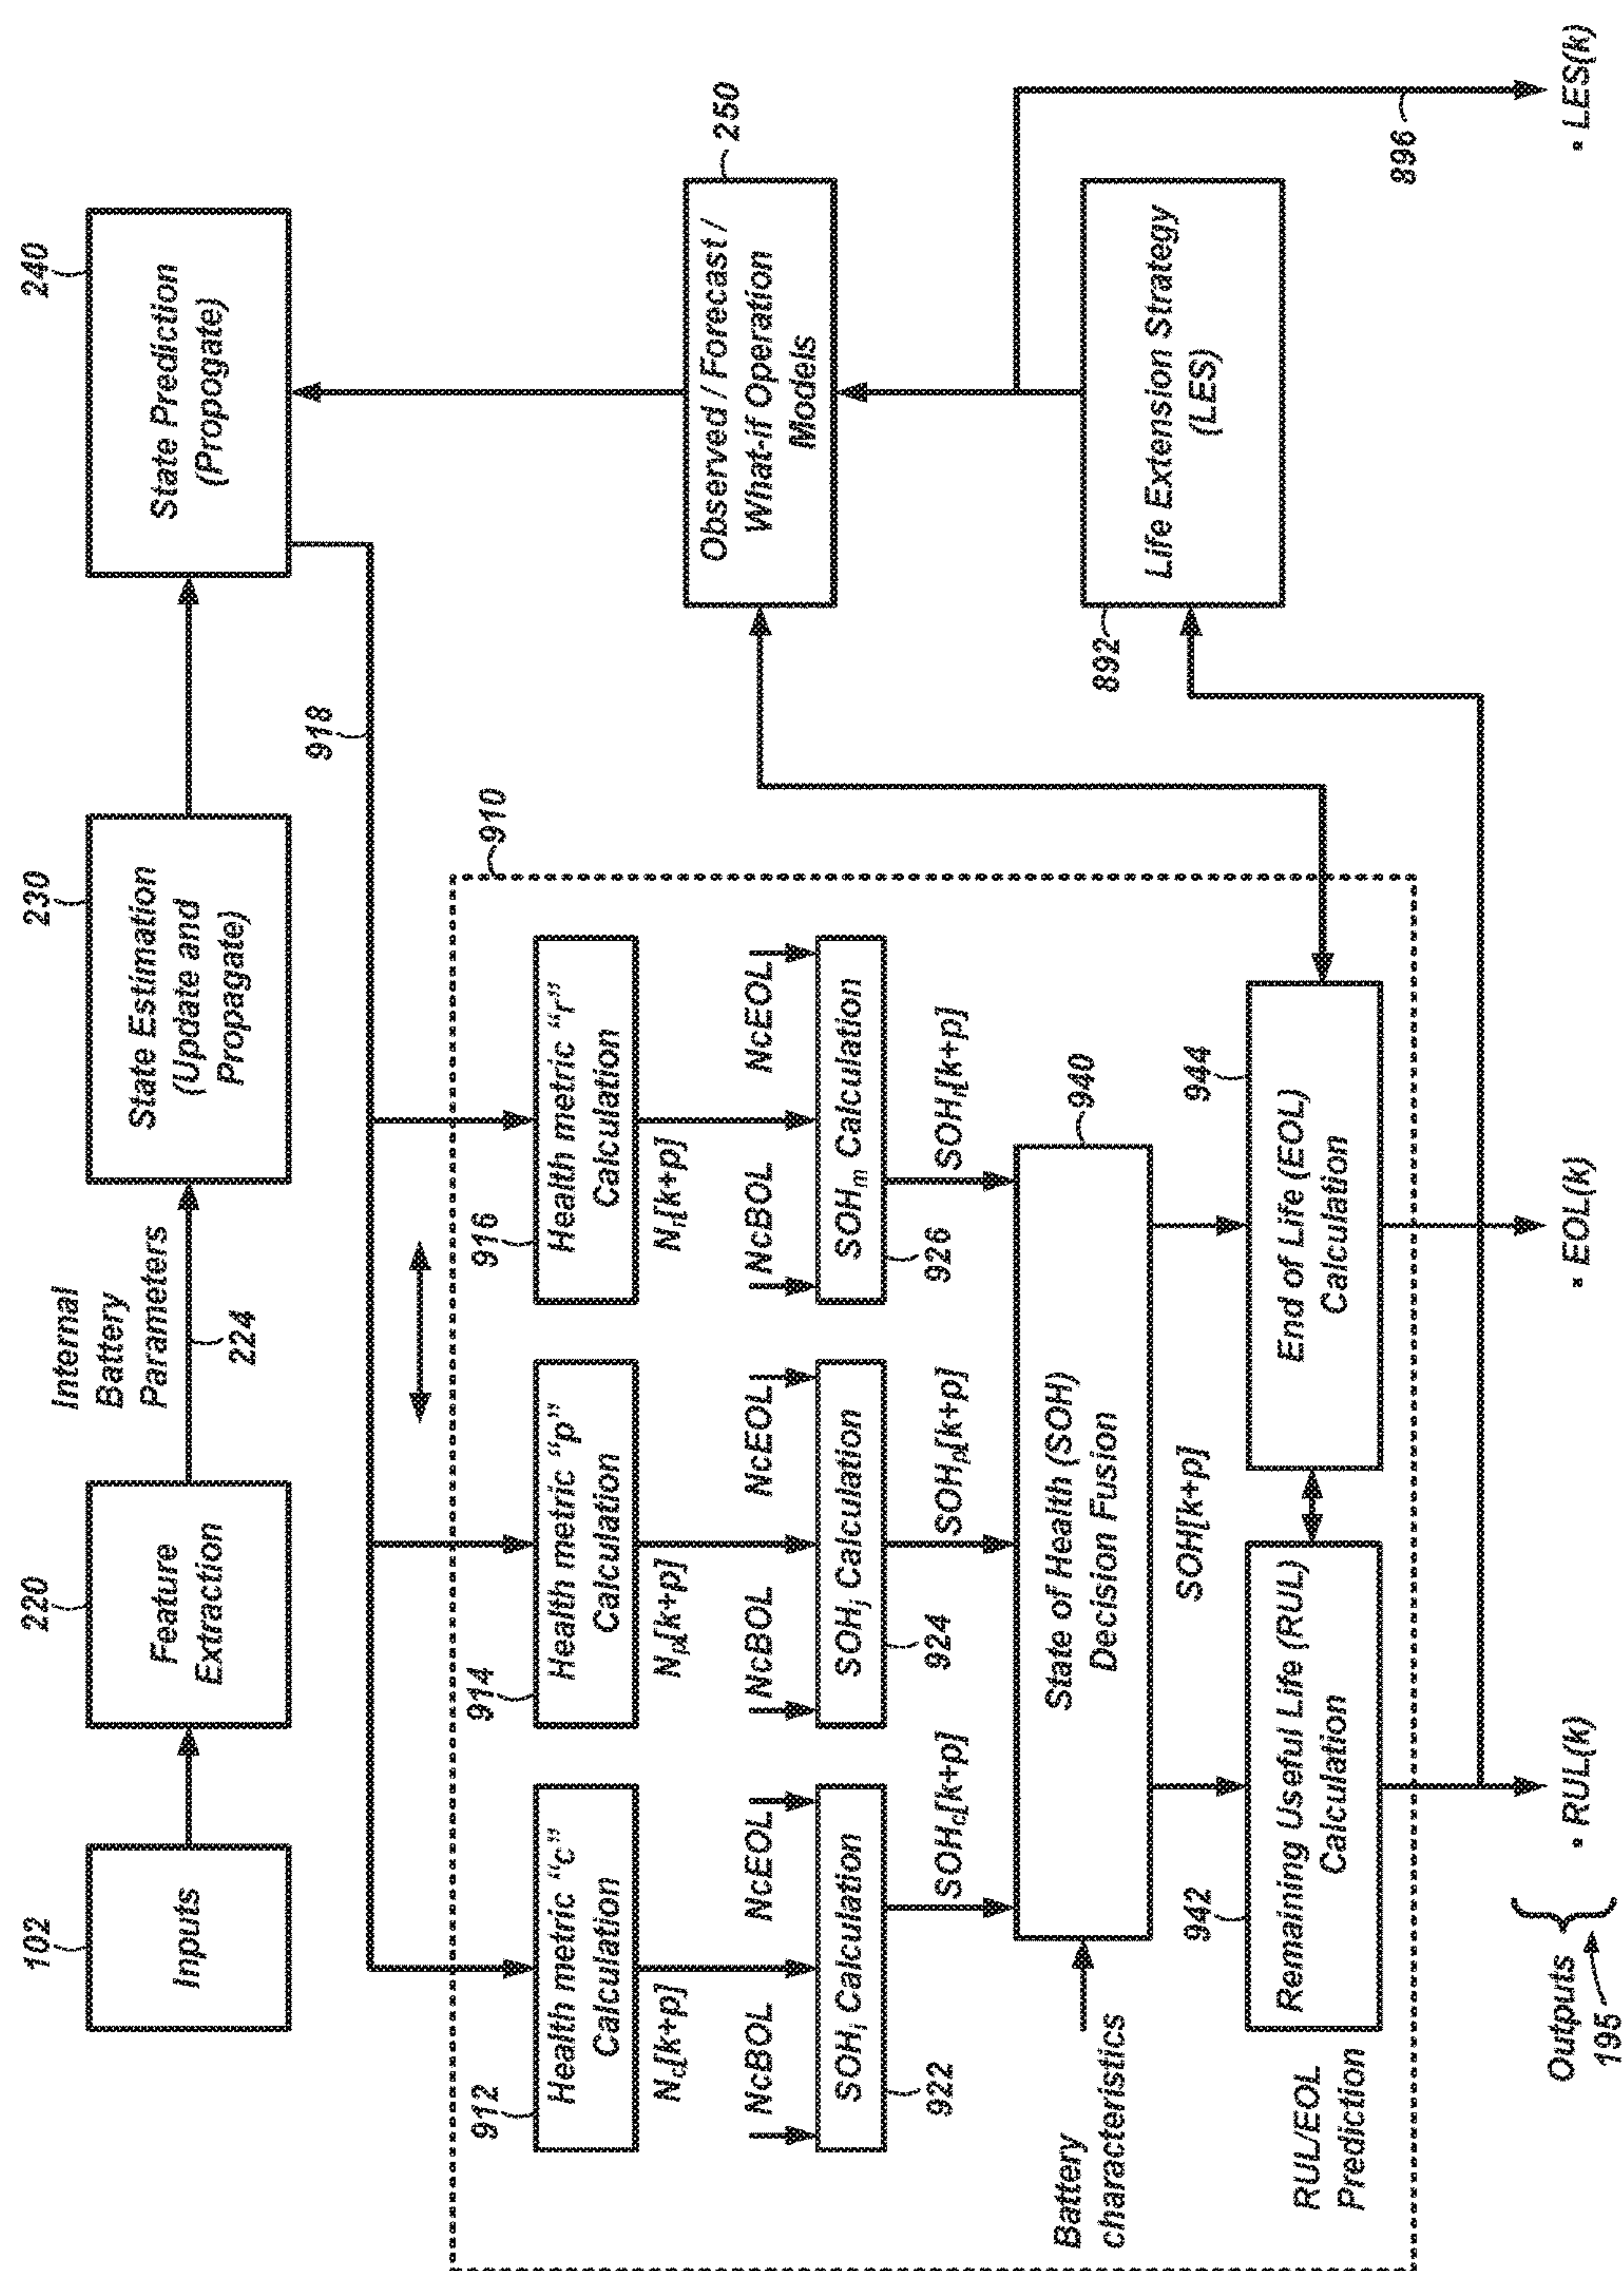 102
Inputs
220
Feature
Extraction
Internal
Battery
Parameters
224
230
State Estimation
(Update and
Propagate)
240
State Prediction
(Propogate)
918
910
912
Health metric "c"
Calculation
914
Health metric "p"
Calculation
916
Health metric "r"
Calculation
Nc[k+p]
Np[k+p]
Nr[k+p]
NcBOL
NcEOL
NcBOL
NcEOL
NcBOL
NcEOL
SOHi Calculation
922
SOHj Calculation
924
SOHm Calculation
926
SOHc[k+p]
SOHp[k+p]
SOHr[k+p]
250
Observed / Forecast /
What-if Operation
Models
Battery
characteristics
State of Health (SOH)
Decision Fusion
940
SOH[k+p]
892
Life Extension Strategy
(LES)
RUL/EOL
Prediction
942
Remaining Useful Life (RUL)
Calculation
944
End of Life (EOL)
Calculation
896
Outputs
195
• RUL(k)
• EOL(k)
• LES(k)